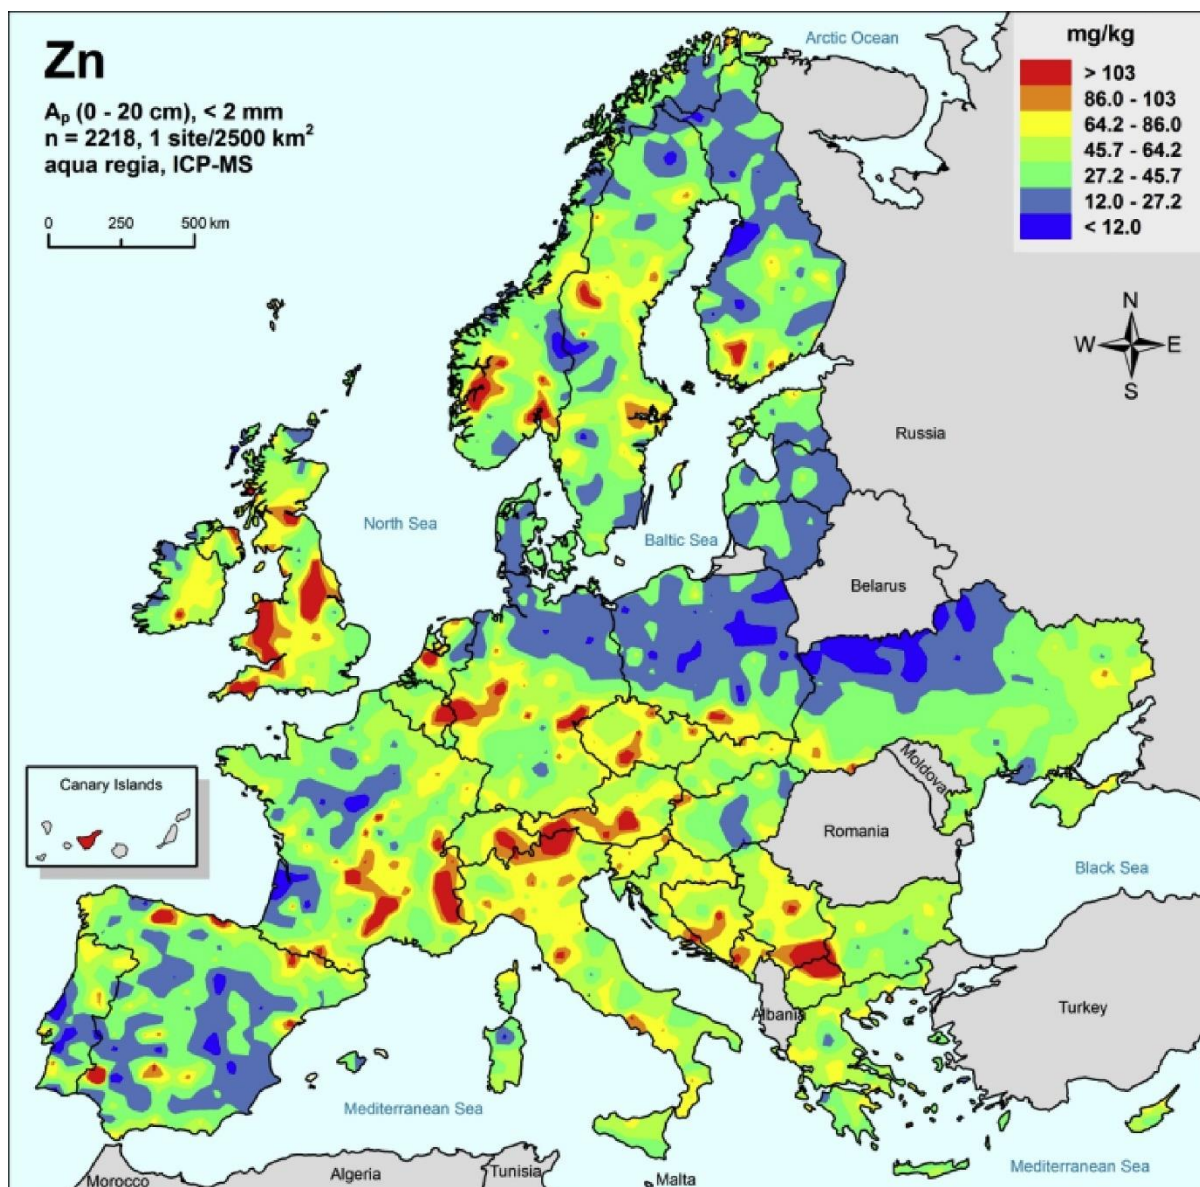 Zn
Ap (0 - 20 cm), < 2 mm
n = 2218, 1 site/2500 km2
aqua regia, ICP-MS
0 250 500 km
Arctic Ocean
mg/kg
> 103
86.0 - 103
64.2 - 86.0
45.7 - 64.2
27.2 - 45.7
12.0 - 27.2
< 12.0
N
W E
S
Russia
North Sea
Baltic Sea
Belarus
Moldova
Canary Islands
Romania
Black Sea
Albania
Turkey
Mediterranean Sea
Mediterranean Sea
Morocco
Algeria
Tunisia
Malta